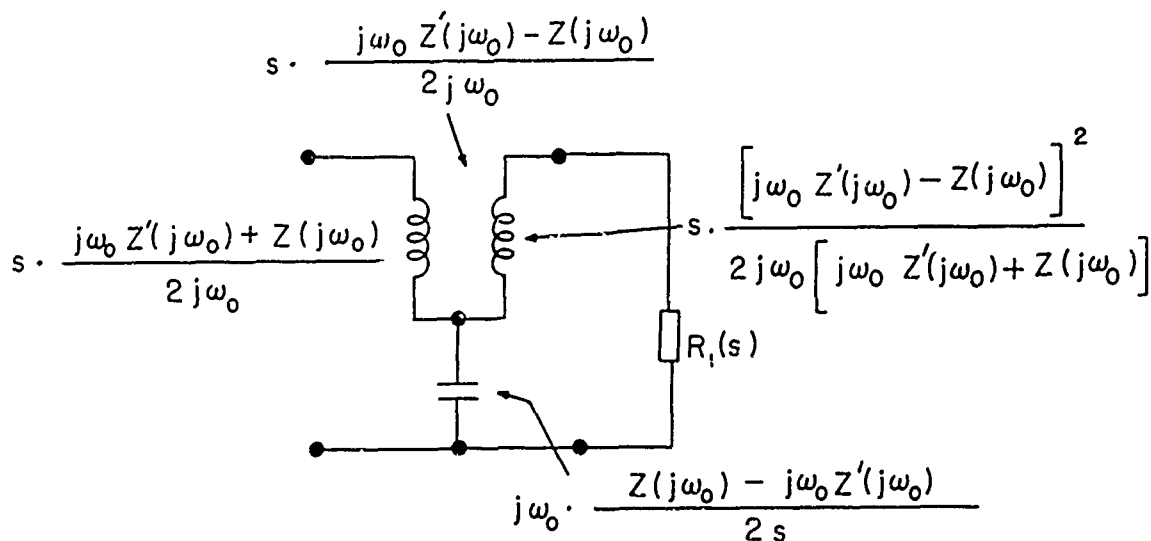 s · (jω₀ Z′(jω₀) − Z(jω₀)) / (2jω₀)
s · (jω₀ Z′(jω₀) + Z(jω₀)) / (2jω₀)
s · [jω₀ Z′(jω₀) − Z(jω₀)]² / (2jω₀ [jω₀ Z′(jω₀) + Z(jω₀)])
R₁(s)
jω₀ · (Z(jω₀) − jω₀ Z′(jω₀)) / (2s)